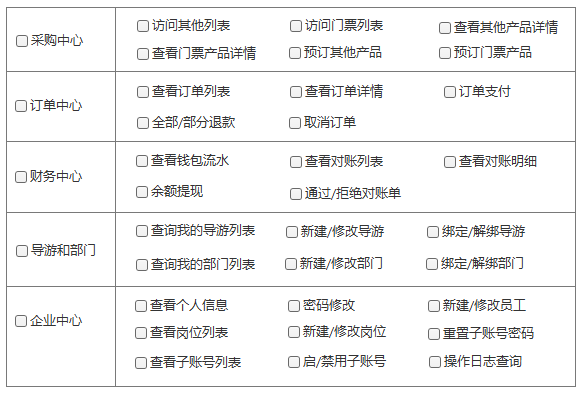 采购中心
访问其他列表 访问门票列表 查看其他产品详情
查看门票产品详情 预订其他产品 预订门票产品
订单中心
查看订单列表 查看订单详情 订单支付
全部/部分退款 取消订单
财务中心
查看钱包流水 查看对账列表 查看对账明细
余额提现 通过/拒绝对账单
导游和部门
查询我的导游列表 新建/修改导游 绑定/解绑导游
查询我的部门列表 新建/修改部门 绑定/解绑部门
企业中心
查看个人信息 密码修改 新建/修改员工
查看岗位列表 新建/修改岗位 重置子账号密码
查看子账号列表 启/禁用子账号 操作日志查询